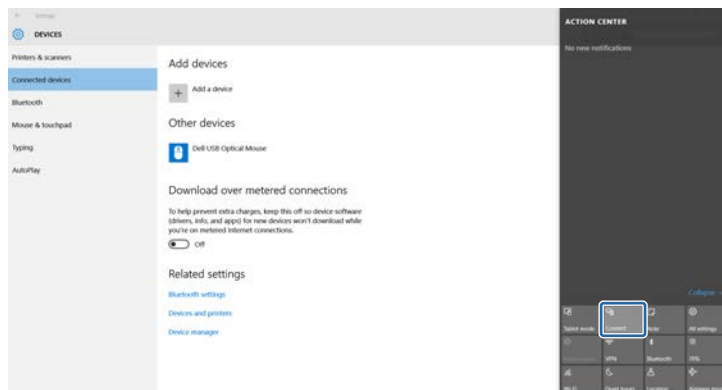 Settings
DEVICES
Printers & scanners
Connected devices
Bluetooth
Mouse & touchpad
Typing
AutoPlay
Add devices
Add a device
Other devices
Dell USB Optical Mouse
Download over metered connections
To help prevent extra charges, keep this off so device software
(drivers, info, and apps) for new devices won't download while
you're on metered Internet connections.
Off
Related settings
Bluetooth settings
Devices and printers
Device manager
ACTION CENTER
No new notifications
Collapse
Tablet mode
Connect
Note
All settings
VPN
Bluetooth
Wi-Fi
Quiet hours
Location